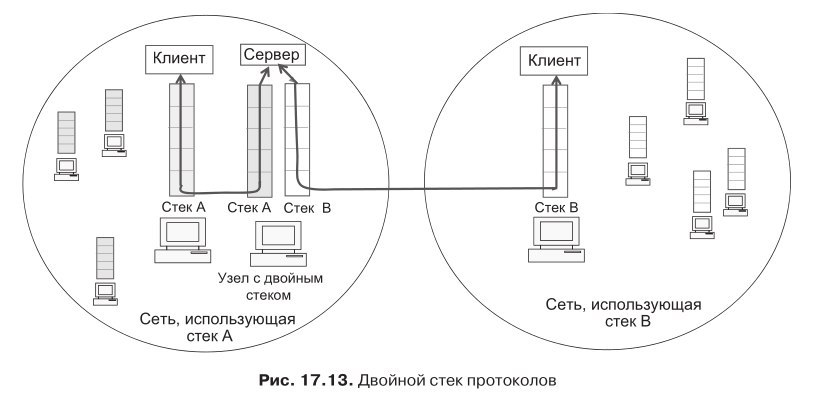 Клиент
Сервер
Клиент
Стек А
Стек А
Стек В
Стек В
Узел с двойным
стеком
Сеть, использующая
стек А
Сеть, использующая
стек В
Рис. 17.13. Двойной стек протоколов